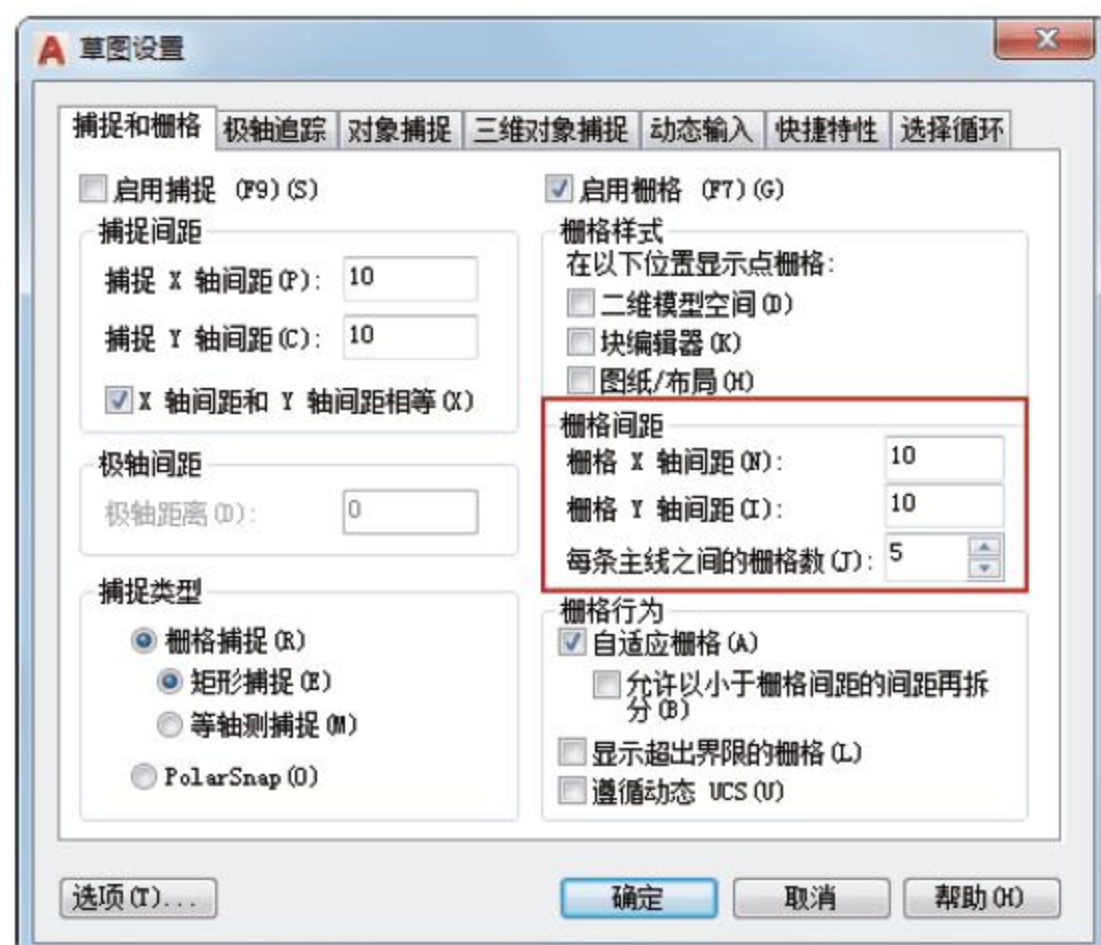 草图设置
捕捉和栅格 极轴追踪 对象捕捉 三维对象捕捉 动态输入 快捷特性 选择循环
启用捕捉 (F9)(S)
捕捉间距
捕捉 X 轴间距(P): 10
捕捉 Y 轴间距(C): 10
X 轴间距和 Y 轴间距相等(X)
极轴间距
极轴距离(D): 0
捕捉类型
栅格捕捉(R)
矩形捕捉(E)
等轴测捕捉(M)
PolarSnap(O)
启用栅格 (F7)(G)
栅格样式
在以下位置显示点栅格:
二维模型空间(D)
块编辑器(K)
图纸/布局(H)
栅格间距
栅格 X 轴间距(N): 10
栅格 Y 轴间距(I): 10
每条主线之间的栅格数(J): 5
栅格行为
自适应栅格(A)
允许以小于栅格间距的间距再拆
分(B)
显示超出界限的栅格(L)
遵循动态 UCS(U)
选项(T)... 确定 取消 帮助(H)